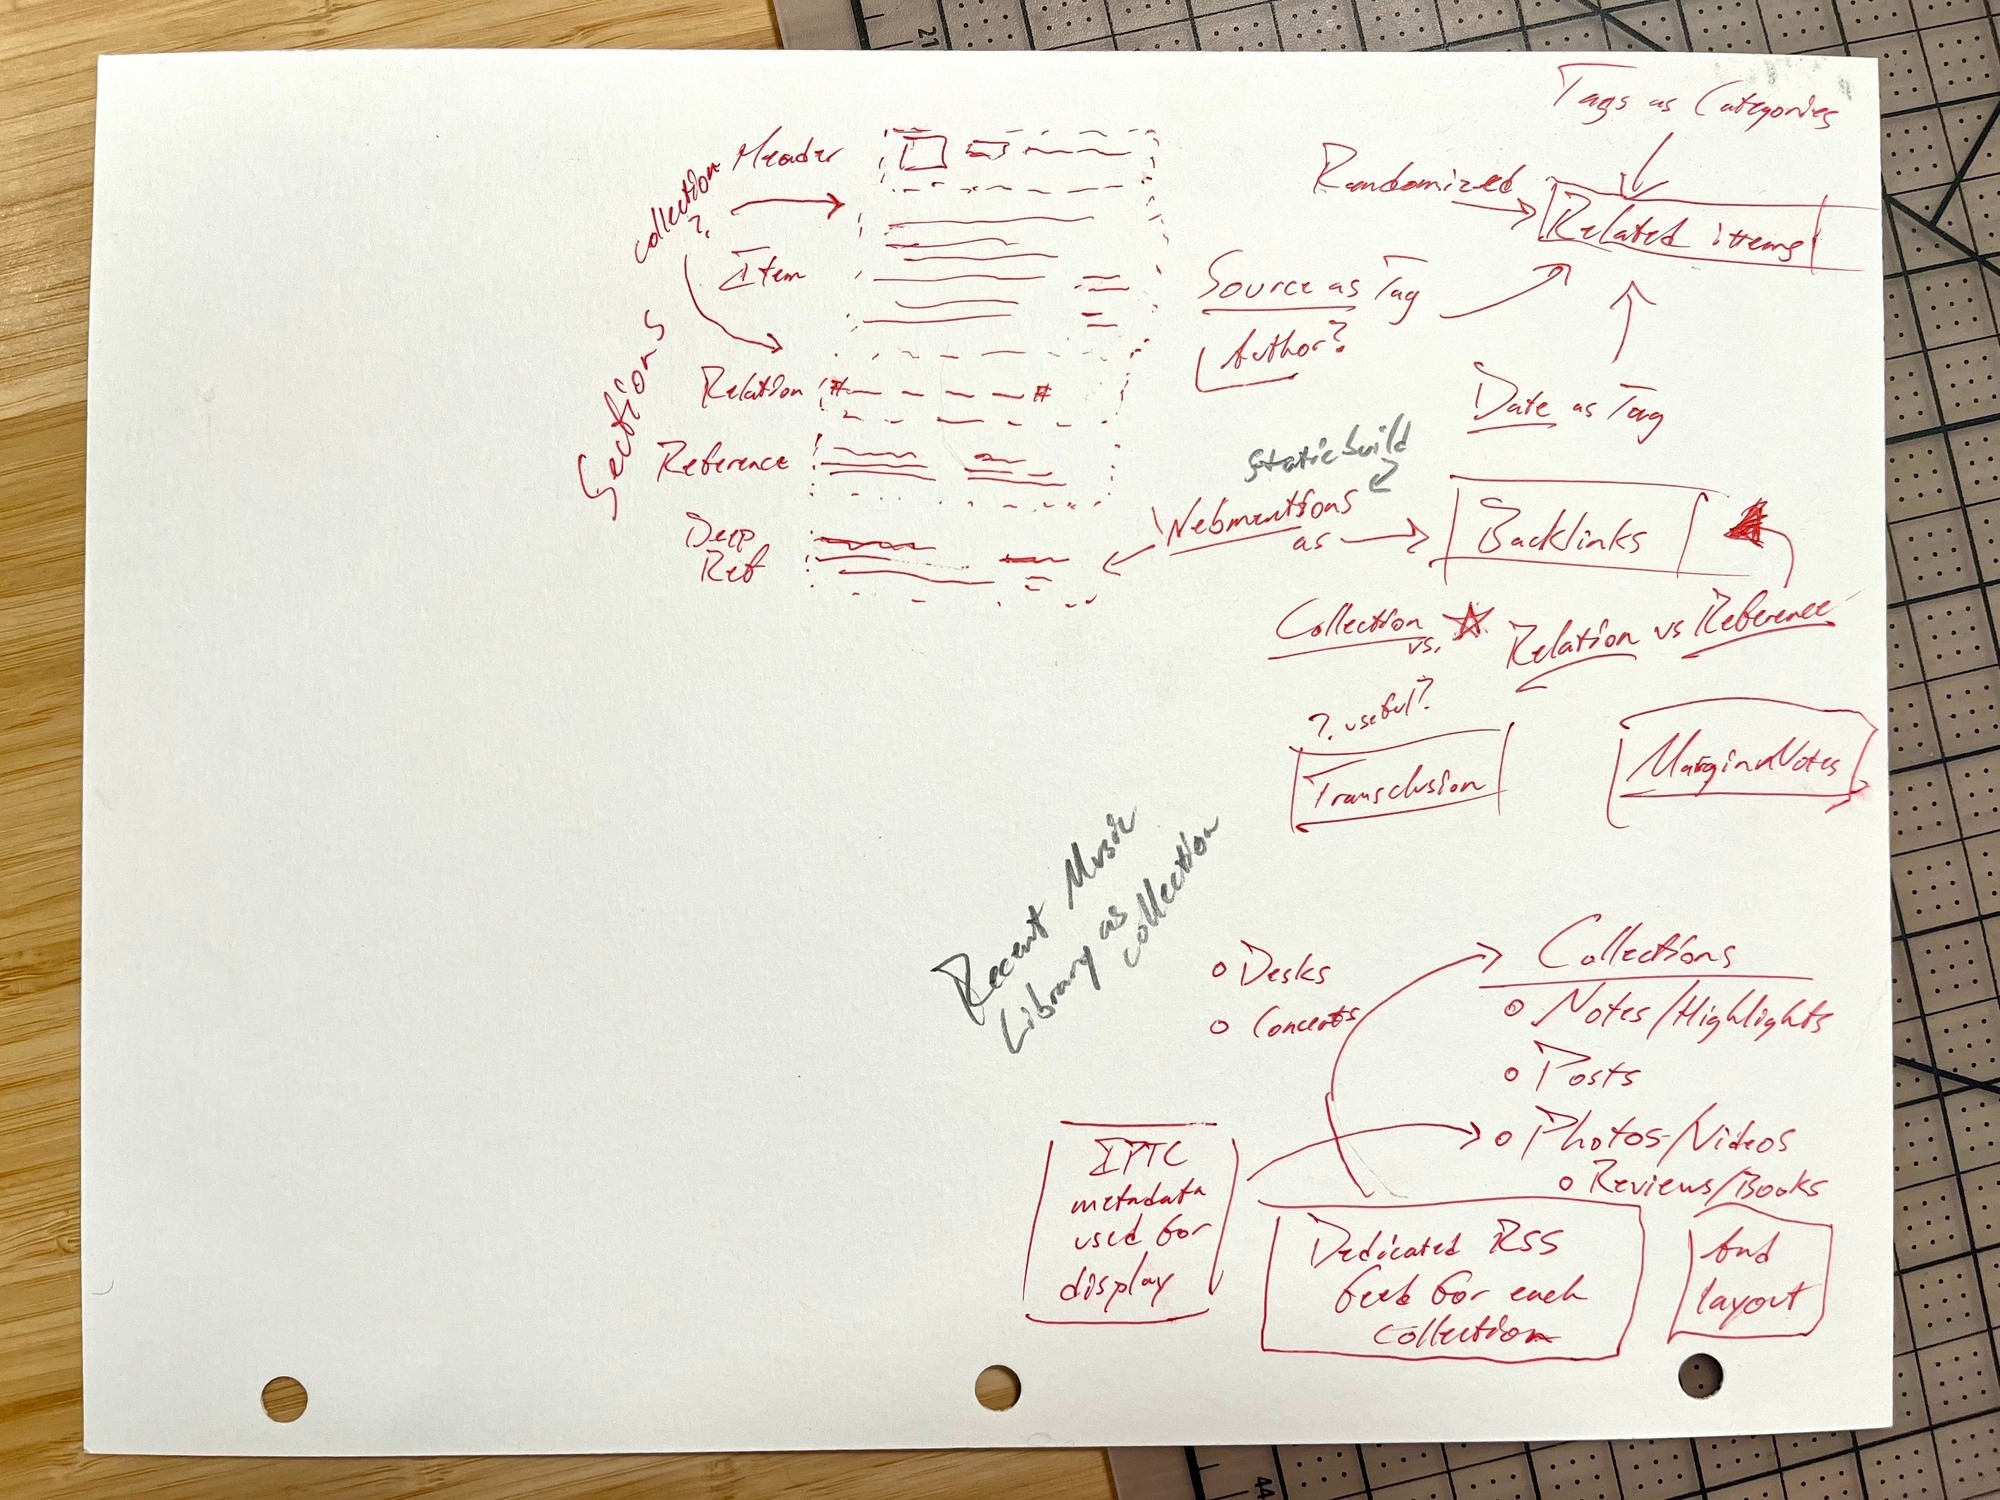 21
Tags as Categories
Randomized
Related items
Source as Tag
Author?
Date as Tag
Header
collection
?
Item
Sections
Relation # #
Reference
Deep
Ref
static build
Webmentions
as
Backlinks
Collection
vs.
Relation vs Reference
? useful?
Transclusion
Margin Notes
Recent Music
Library as
collection
Desks
Concerts
Collections
Notes/Highlights
Posts
Photos/Videos
Reviews/Books
IPTC
metadata
used for
display
Dedicated RSS
feed for each
collection
And
layout
44